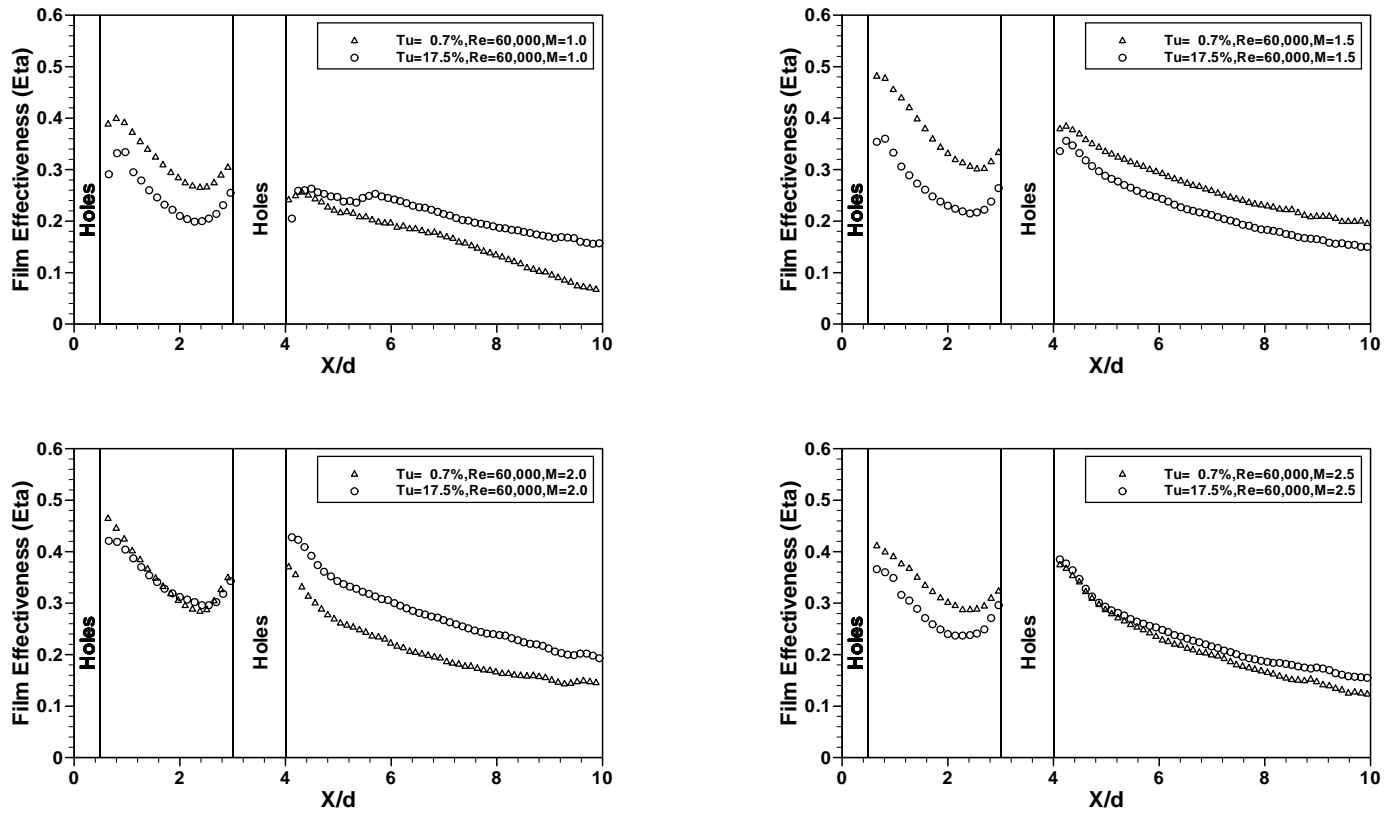 0.6
0.5
0.4
0.3
0.2
0.1
0
Film Effectiveness (Eta)
Holes
Holes
Tu= 0.7%,Re=60,000,M=1.0
Tu=17.5%,Re=60,000,M=1.0
0 2 4 6 8 10
X/d
0.6
0.5
0.4
0.3
0.2
0.1
0
Film Effectiveness (Eta)
Holes
Holes
Tu= 0.7%,Re=60,000,M=1.5
Tu=17.5%,Re=60,000,M=1.5
0 2 4 6 8 10
X/d
0.6
0.5
0.4
0.3
0.2
0.1
0
Film Effectiveness (Eta)
Holes
Holes
Tu= 0.7%,Re=60,000,M=2.0
Tu=17.5%,Re=60,000,M=2.0
0 2 4 6 8 10
X/d
0.6
0.5
0.4
0.3
0.2
0.1
0
Film Effectiveness (Eta)
Holes
Holes
Tu= 0.7%,Re=60,000,M=2.5
Tu=17.5%,Re=60,000,M=2.5
0 2 4 6 8 10
X/d